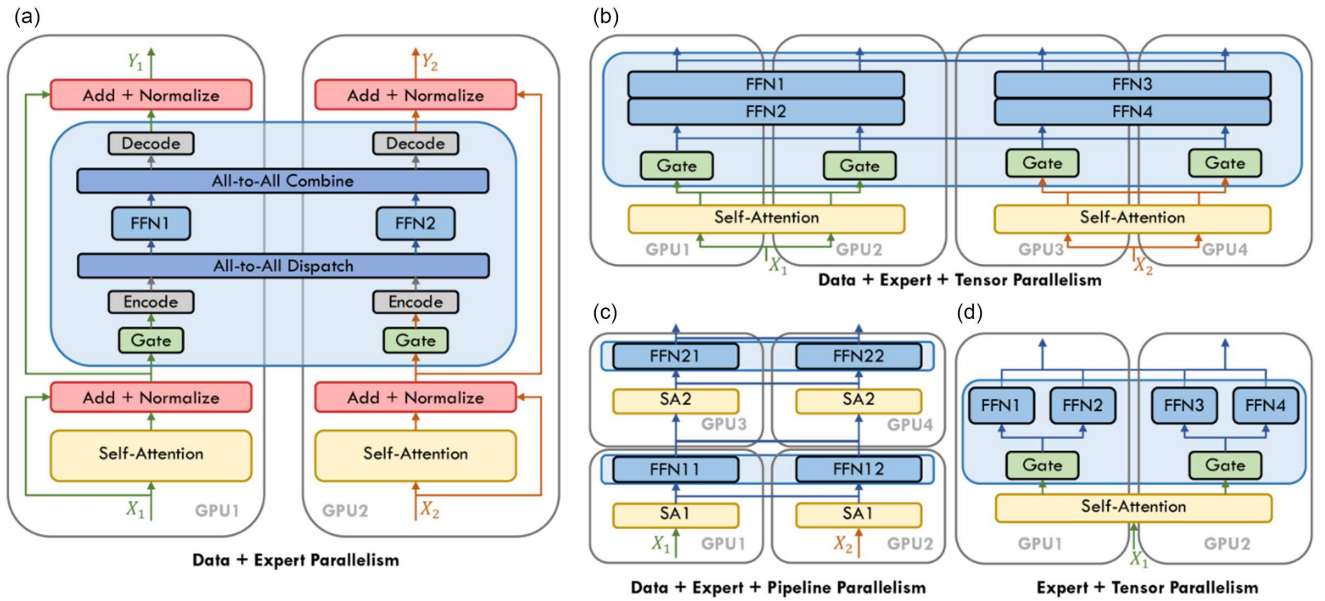 (a)
Y₁
Y₂
Add + Normalize
Add + Normalize
Decode
Decode
All-to-All Combine
FFN1
FFN2
All-to-All Dispatch
Encode
Encode
Gate
Gate
Add + Normalize
Add + Normalize
Self-Attention
Self-Attention
X₁
GPU1
GPU2
X₂
Data + Expert Parallelism
(b)
FFN1
FFN3
FFN2
FFN4
Gate
Gate
Gate
Gate
Self-Attention
Self-Attention
GPU1
GPU2
GPU3
GPU4
X₁
X₂
Data + Expert + Tensor Parallelism
(c)
FFN21
FFN22
SA2
SA2
GPU3
GPU4
FFN11
FFN12
SA1
SA1
X₁
GPU1
X₂
GPU2
Data + Expert + Pipeline Parallelism
(d)
FFN1
FFN2
FFN3
FFN4
Gate
Gate
Self-Attention
GPU1
X₁
GPU2
Expert + Tensor Parallelism